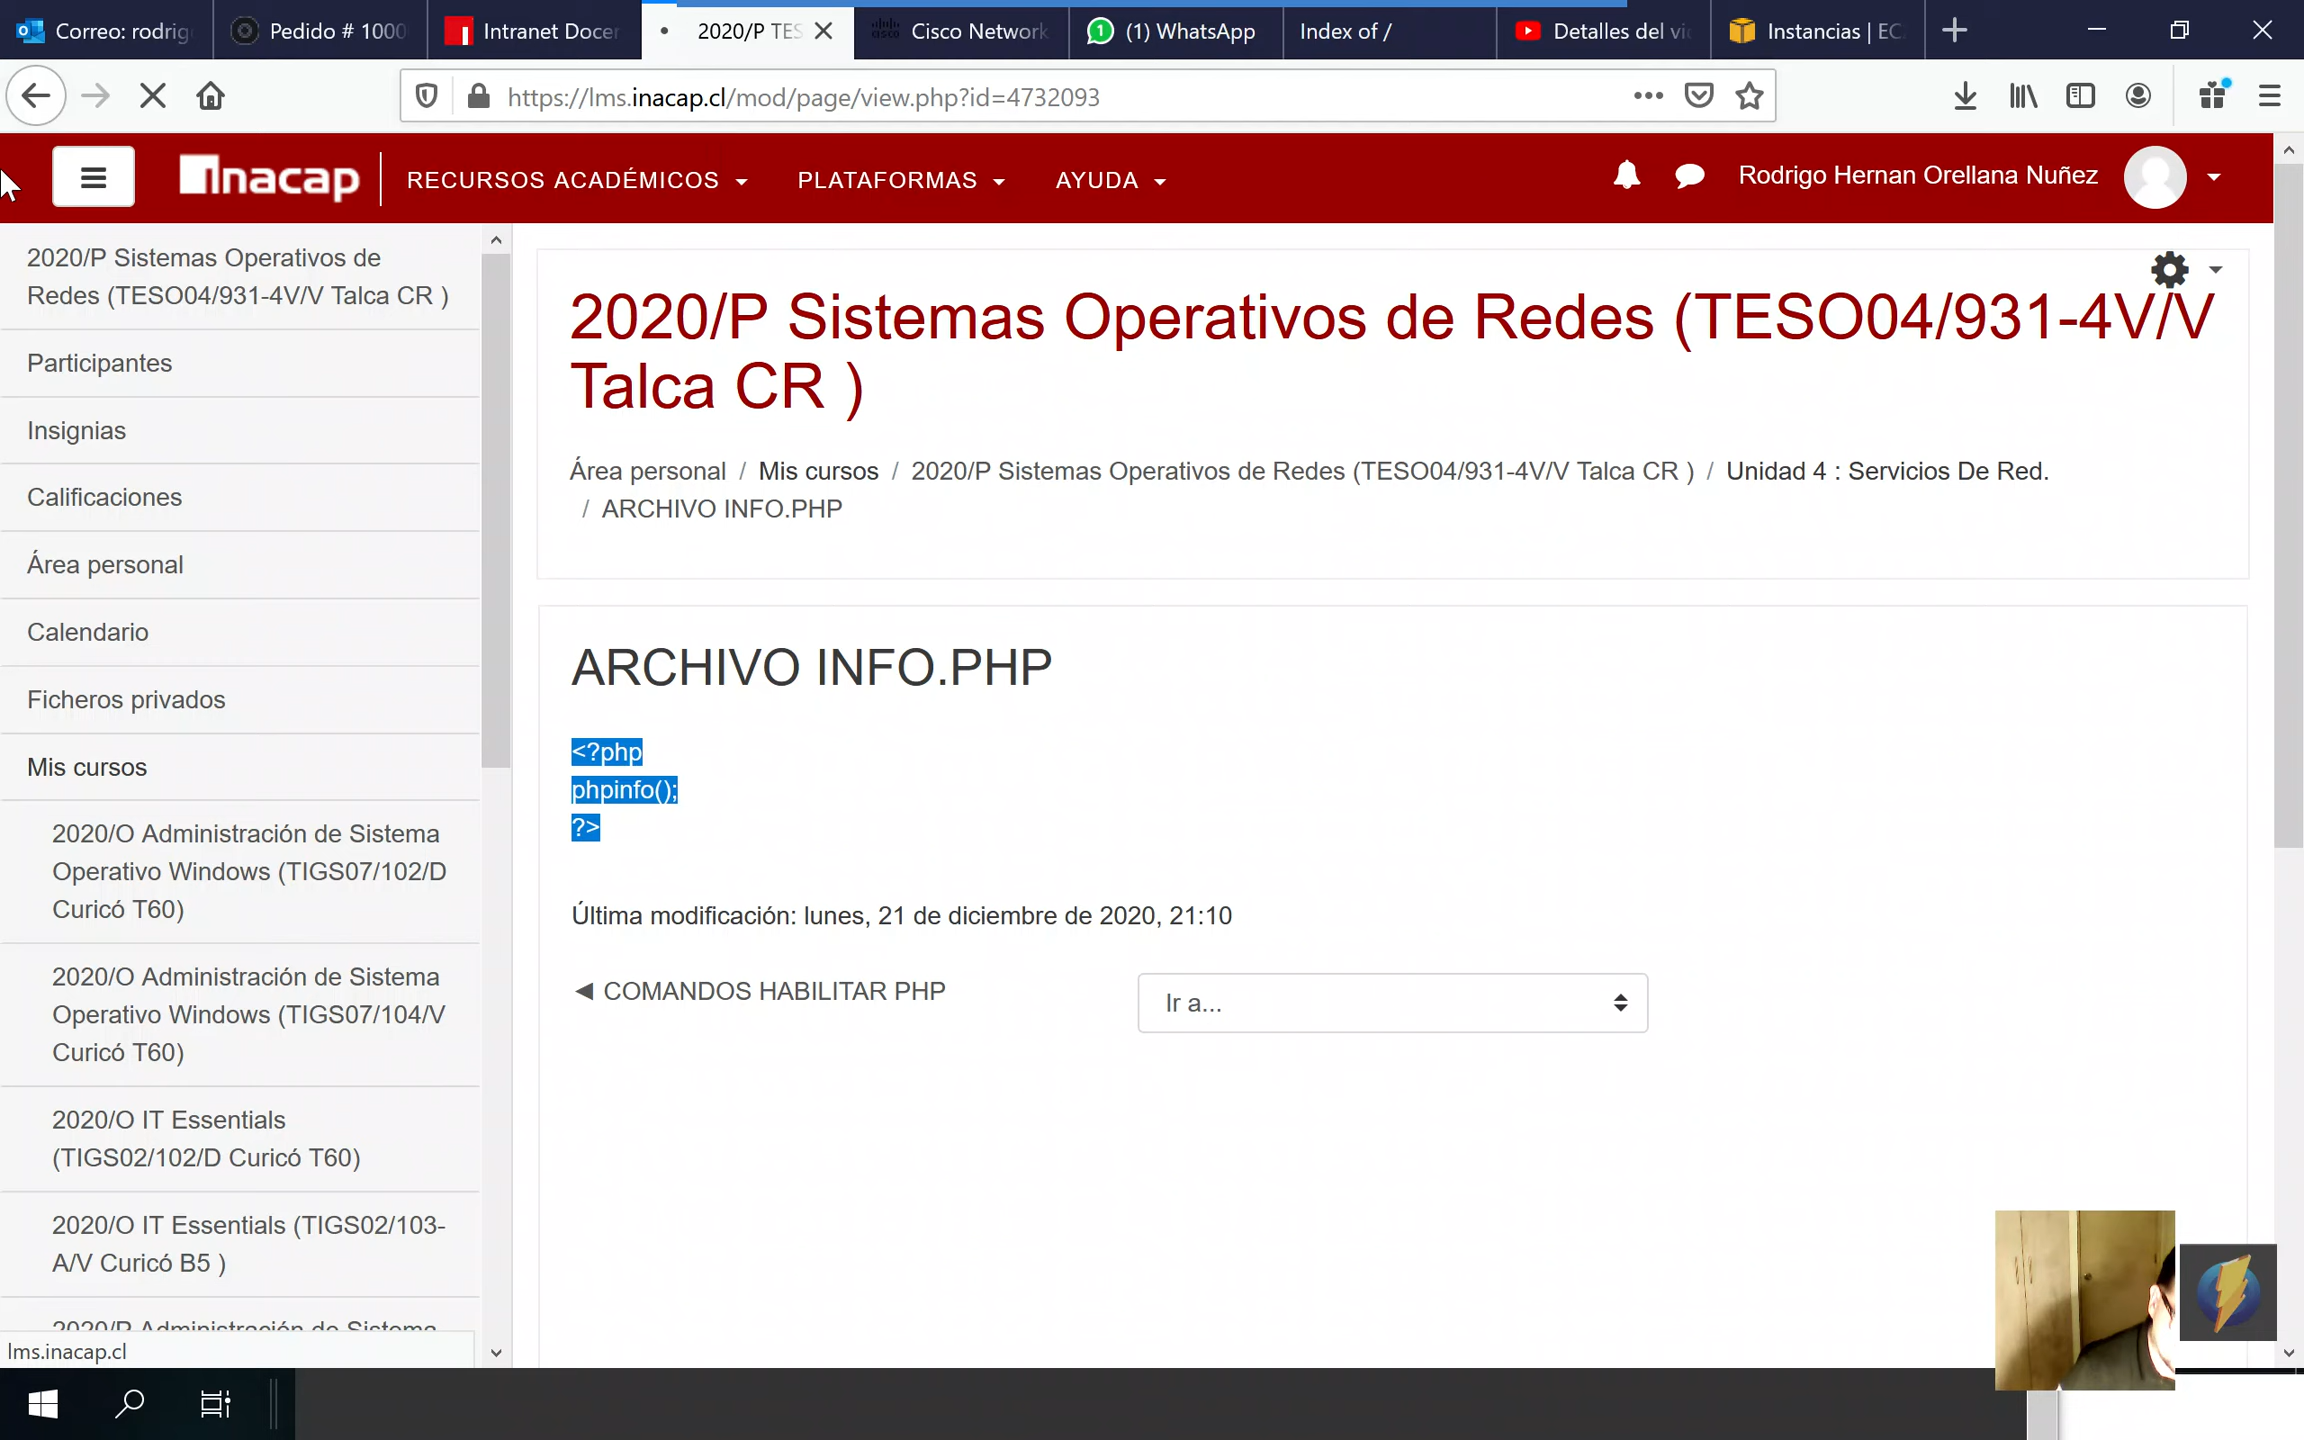 Correo: rodrig
Pedido # 1000
Intranet Docen
2020/P TES
Cisco Network
(1) WhatsApp
Index of /
Detalles del vi
Instancias | EC
https://lms.inacap.cl/mod/page/view.php?id=4732093
Inacap
RECURSOS ACADÉMICOS
PLATAFORMAS
AYUDA
Rodrigo Hernan Orellana Nuñez
2020/P Sistemas Operativos de
Redes (TESO04/931-4V/V Talca CR )
Participantes
Insignias
Calificaciones
Área personal
Calendario
Ficheros privados
Mis cursos
2020/O Administración de Sistema
Operativo Windows (TIGS07/102/D
Curicó T60)
2020/O Administración de Sistema
Operativo Windows (TIGS07/104/V
Curicó T60)
2020/O IT Essentials
(TIGS02/102/D Curicó T60)
2020/O IT Essentials (TIGS02/103-
A/V Curicó B5 )
2020/P Administración de Sistema
lms.inacap.cl
2020/P Sistemas Operativos de Redes (TESO04/931-4V/V
Talca CR )
Área personal / Mis cursos / 2020/P Sistemas Operativos de Redes (TESO04/931-4V/V Talca CR ) / Unidad 4 : Servicios De Red.
/ ARCHIVO INFO.PHP
ARCHIVO INFO.PHP
<?php
phpinfo();
?>
Última modificación: lunes, 21 de diciembre de 2020, 21:10
◄ COMANDOS HABILITAR PHP
Ir a...